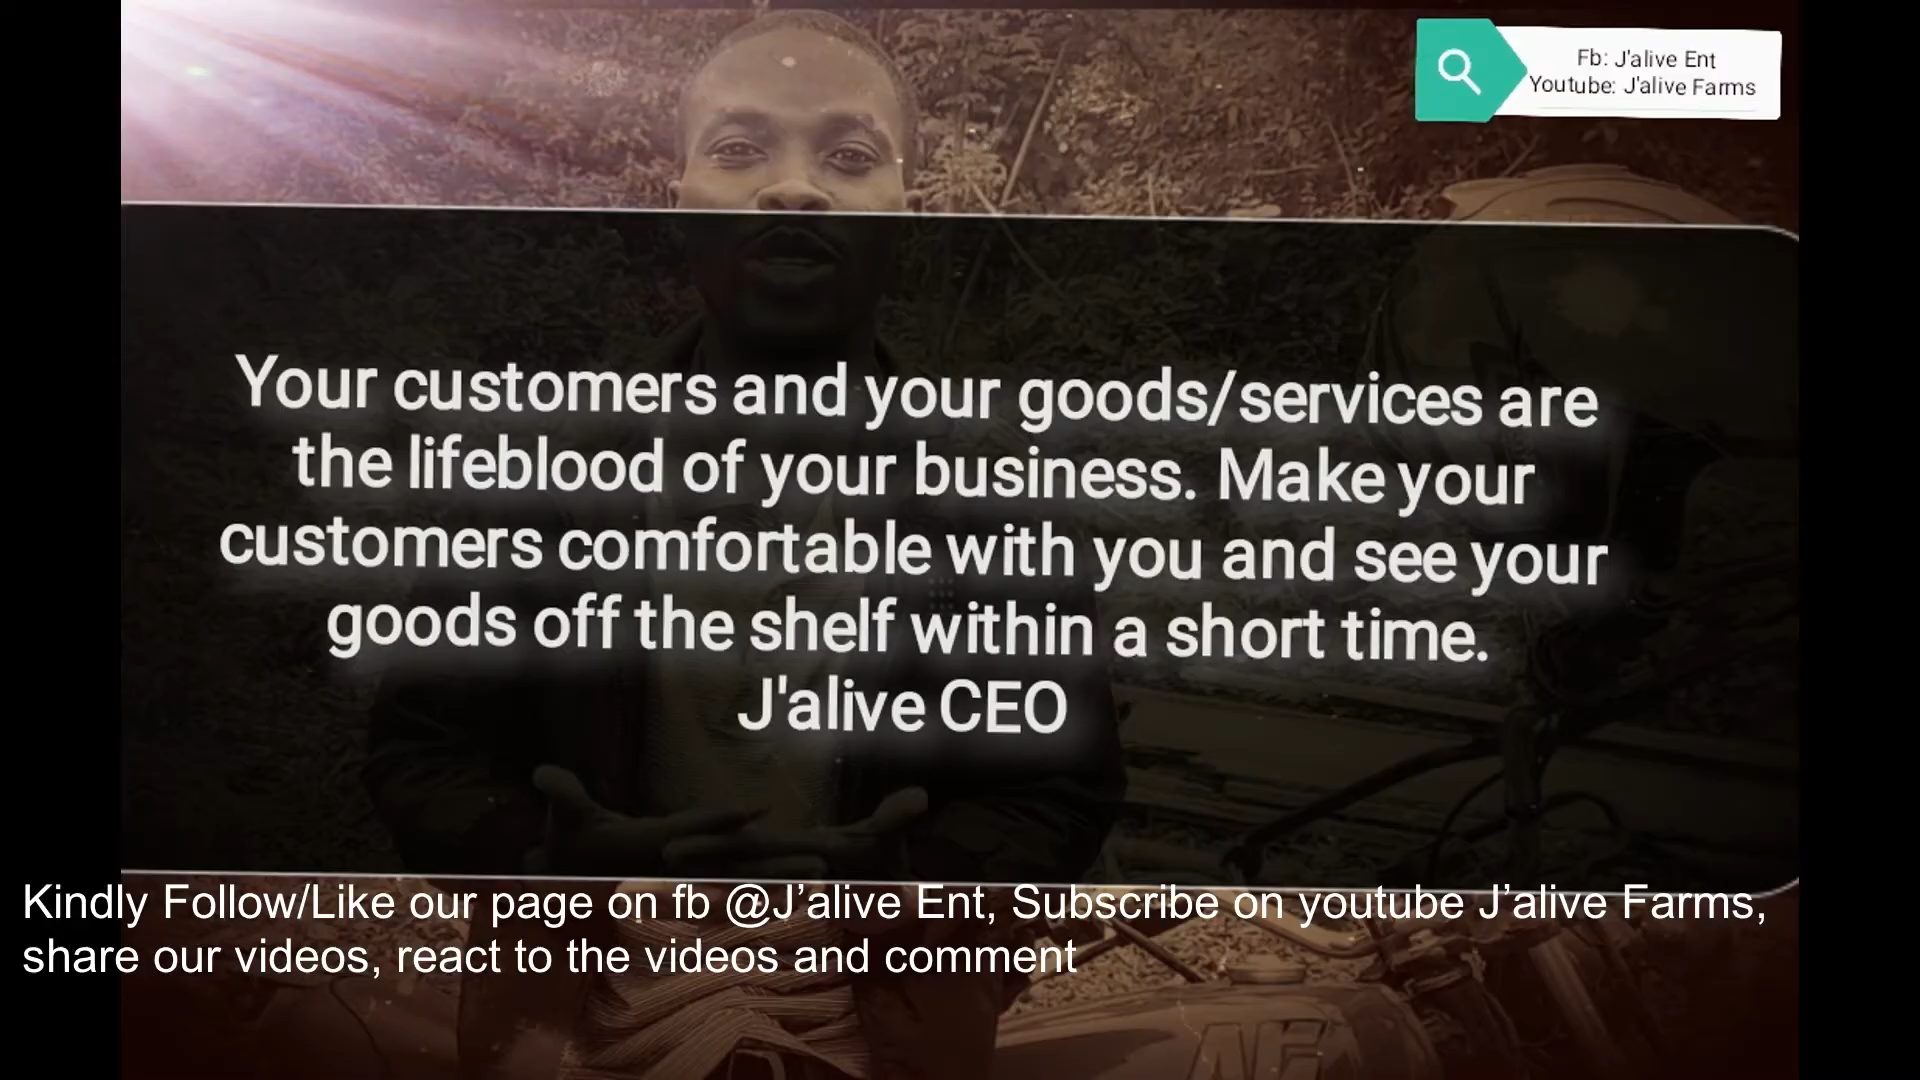 Fb: J'alive Ent
Youtube: J'alive Farms
Your customers and your goods/services are
the lifeblood of your business. Make your
customers comfortable with you and see your
goods off the shelf within a short time.
J'alive CEO
Kindly Follow/Like our page on fb @J’alive Ent, Subscribe on youtube J’alive Farms,
share our videos, react to the videos and comment